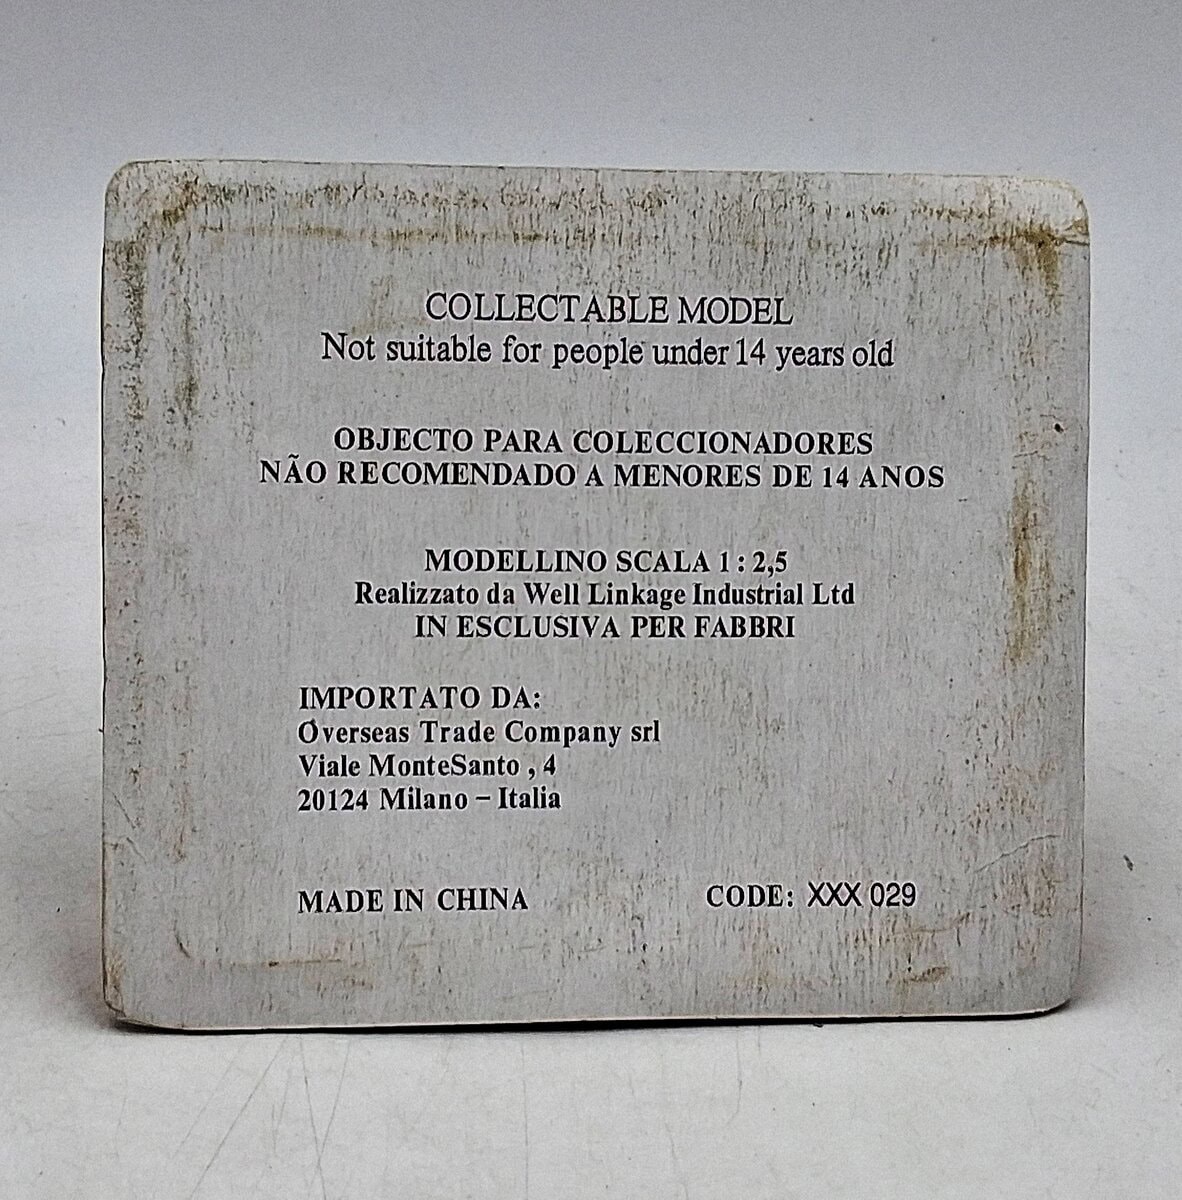 COLLECTABLE MODEL
Not suitable for people under 14 years old
OBJECTO PARA COLECCIONADORES
NÃO RECOMENDADO A MENORES DE 14 ANOS
MODELLINO SCALA 1 : 2,5
Realizzato da Well Linkage Industrial Ltd
IN ESCLUSIVA PER FABBRI
IMPORTATO DA:
Overseas Trade Company srl
Viale MonteSanto , 4
20124 Milano – Italia
MADE IN CHINA
CODE: XXX 029